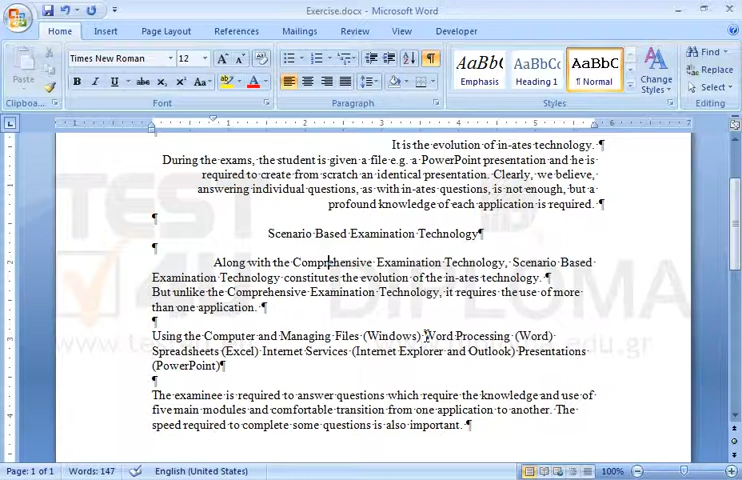 Exercise.docx - Microsoft Word
Home Insert Page Layout References Mailings Review View Developer
Times New Roman 12
Paste
Clipboa... Font Paragraph Styles Editing
AaBbC AaBbCc AaBbC
Emphasis Heading 1 ¶ Normal
Change Styles
Find
Replace
Select
It is the evolution of in-ates technology. ¶
During the exams, the student is given a file e.g. a PowerPoint presentation and he is
required to create from scratch an identical presentation. Clearly, we believe,
answering individual questions, as with in-ates questions, is not enough, but a
profound knowledge of each application is required. ¶
¶
Scenario Based Examination Technology¶
¶
Along with the Comprehensive Examination Technology, Scenario Based
Examination Technology constitutes the evolution of the in-ates technology. ¶
But unlike the Comprehensive Examination Technology, it requires the use of more
than one application. ¶
¶
Using the Computer and Managing Files (Windows) Word Processing (Word)
Spreadsheets (Excel) Internet Services (Internet Explorer and Outlook) Presentations
(PowerPoint)¶
¶
The examinee is required to answer questions which require the knowledge and use of
five main modules and comfortable transition from one application to another. The
speed required to complete some questions is also important. ¶
Page: 1 of 1 Words: 147 English (United States) 100%